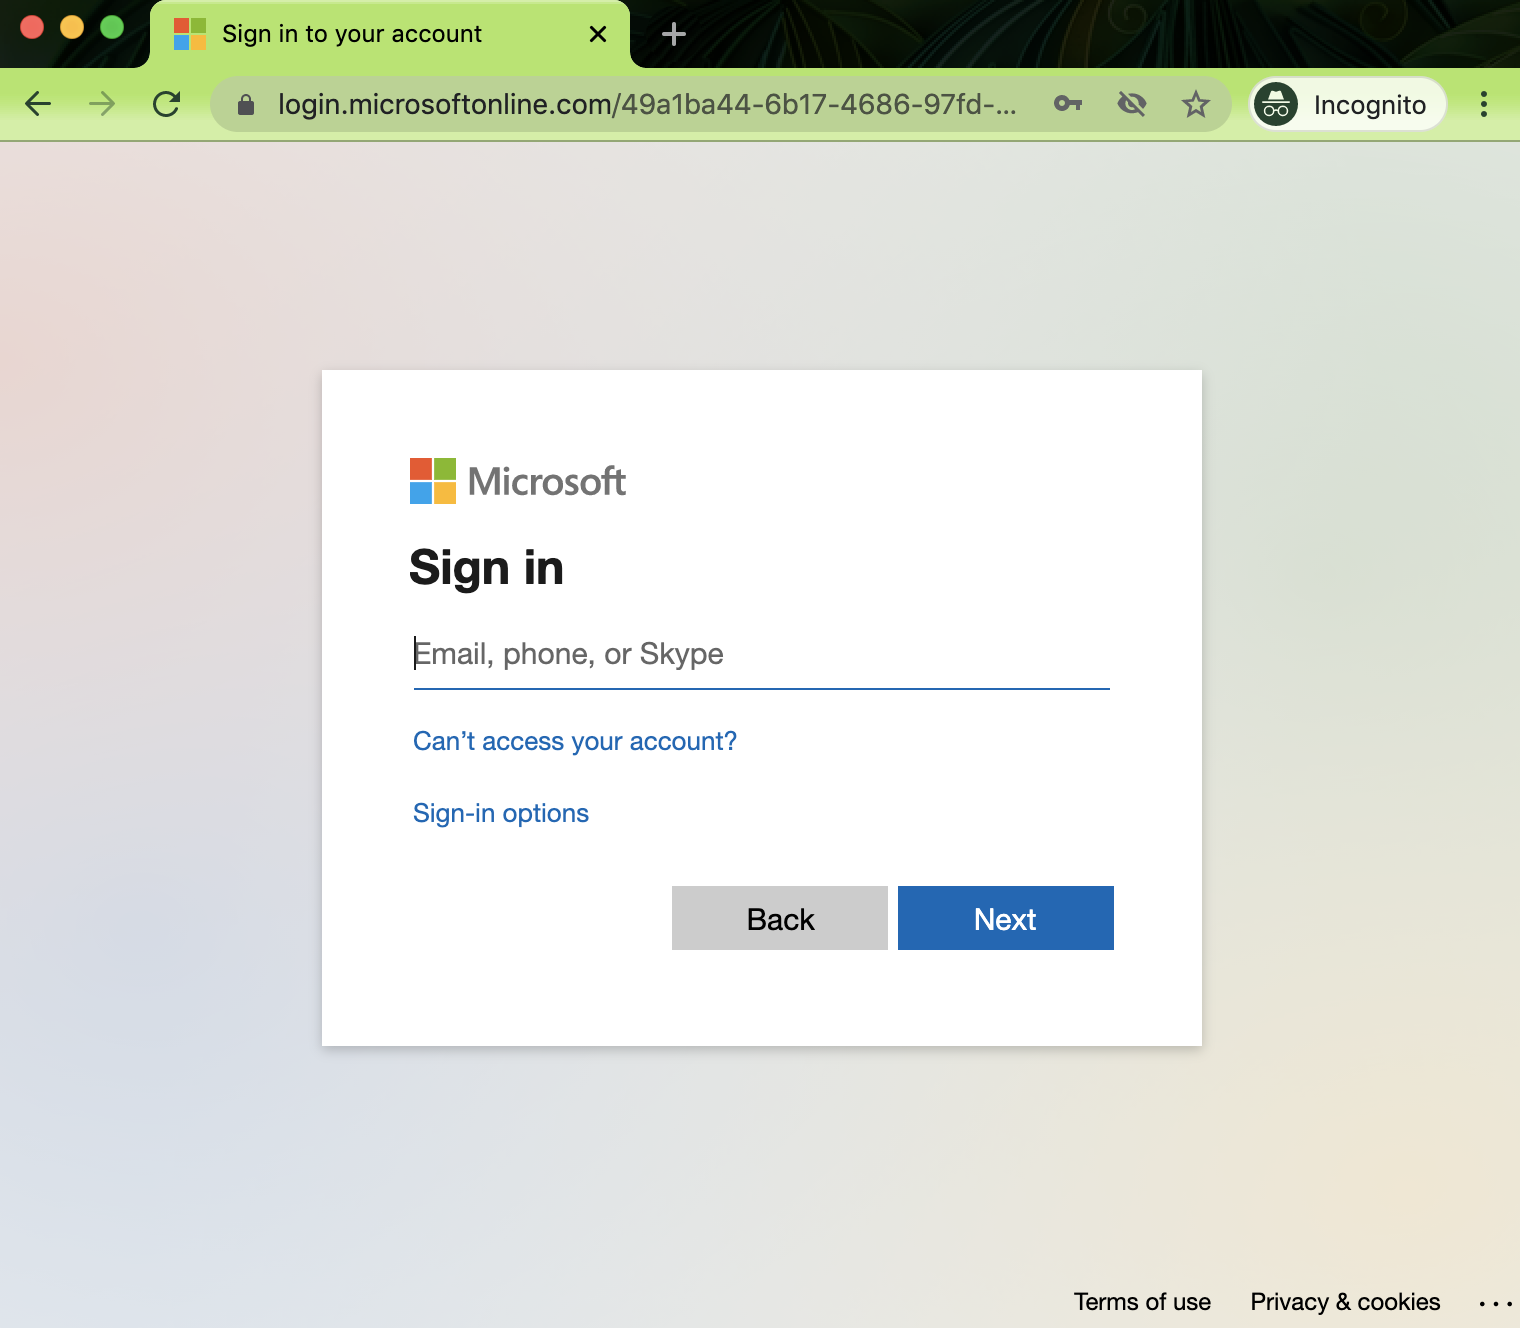 Sign in to your account
login.microsoftonline.com/49a1ba44-6b17-4686-97fd-...
Incognito
Microsoft
Sign in
Email, phone, or Skype
Can’t access your account?
Sign-in options
Back
Next
Terms of use
Privacy & cookies
...